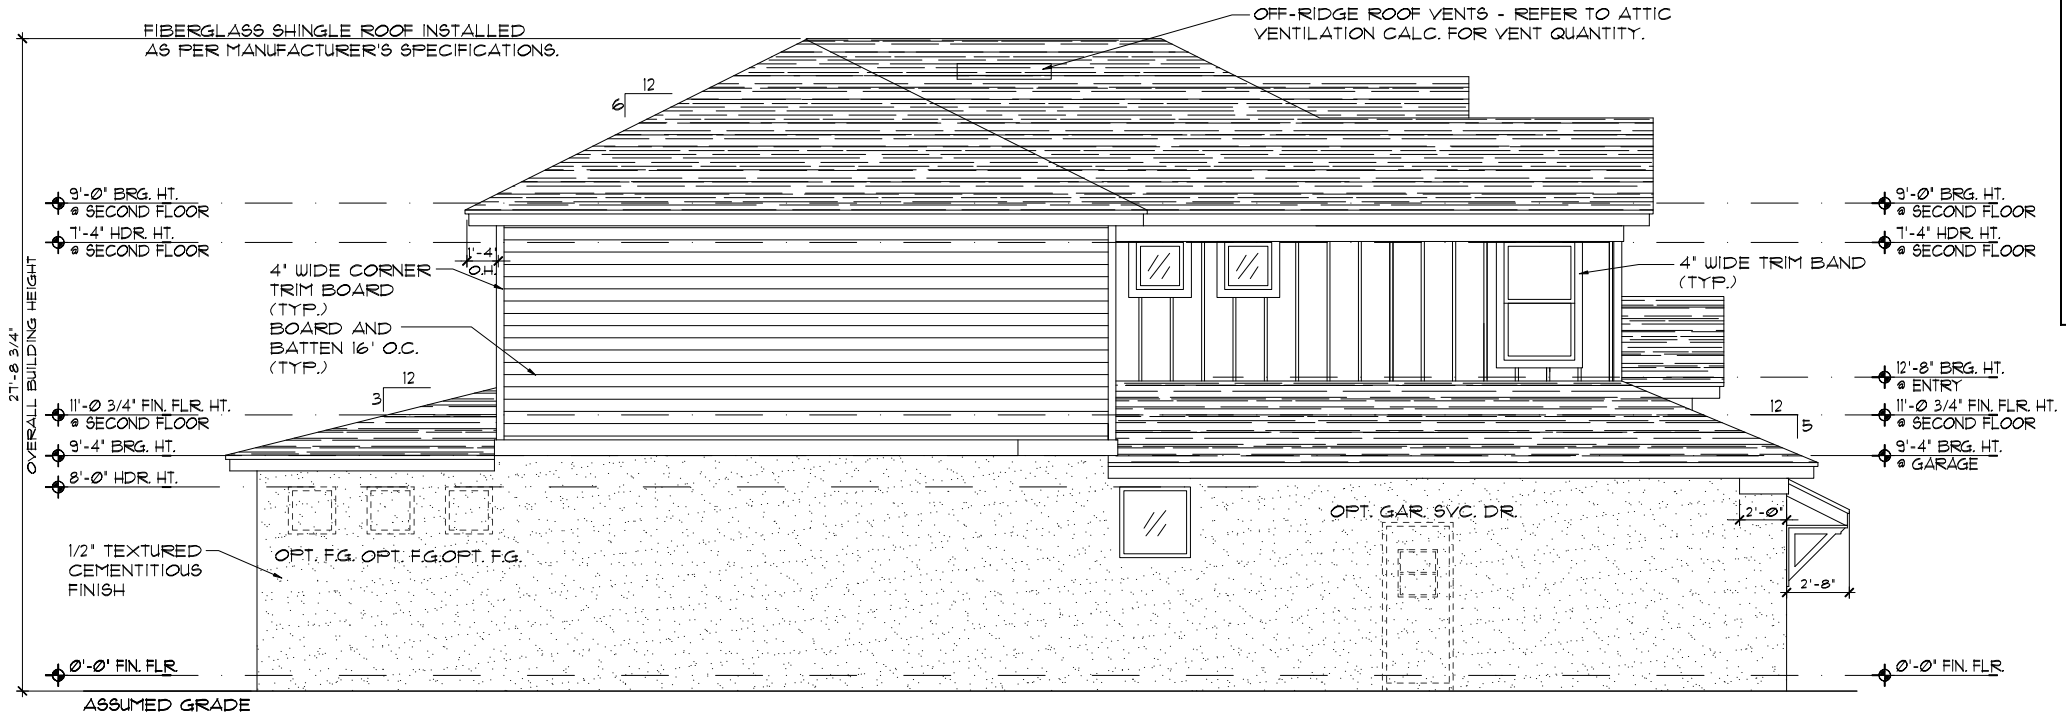 FIBERGLASS SHINGLE ROOF INSTALLED
AS PER MANUFACTURER'S SPECIFICATIONS.
OFF-RIDGE ROOF VENTS - REFER TO ATTIC
VENTILATION CALC. FOR VENT QUANTITY.
12
6
9'-0" BRG. HT.
@ SECOND FLOOR
7'-4" HDR. HT.
@ SECOND FLOOR
9'-0" BRG. HT.
@ SECOND FLOOR
7'-4" HDR. HT.
@ SECOND FLOOR
1'-4"
O.H.
4" WIDE CORNER
TRIM BOARD
(TYP.)
BOARD AND
BATTEN 16' O.C.
(TYP.)
4" WIDE TRIM BAND
(TYP.)
27'-8 3/4"
OVERALL BUILDING HEIGHT
12
3
11'-0 3/4" FIN. FLR. HT.
@ SECOND FLOOR
9'-4" BRG. HT.
8'-0" HDR. HT.
12'-8" BRG. HT.
@ ENTRY
11'-0 3/4" FIN. FLR. HT.
@ SECOND FLOOR
9'-4" BRG. HT.
@ GARAGE
12
5
OPT. GAR. SVC. DR.
2'-0"
2'-8"
OPT. F.G. OPT. F.G. OPT. F.G.
1/2" TEXTURED
CEMENTITIOUS
FINISH
0'-0" FIN. FLR.
0'-0" FIN. FLR.
ASSUMED GRADE